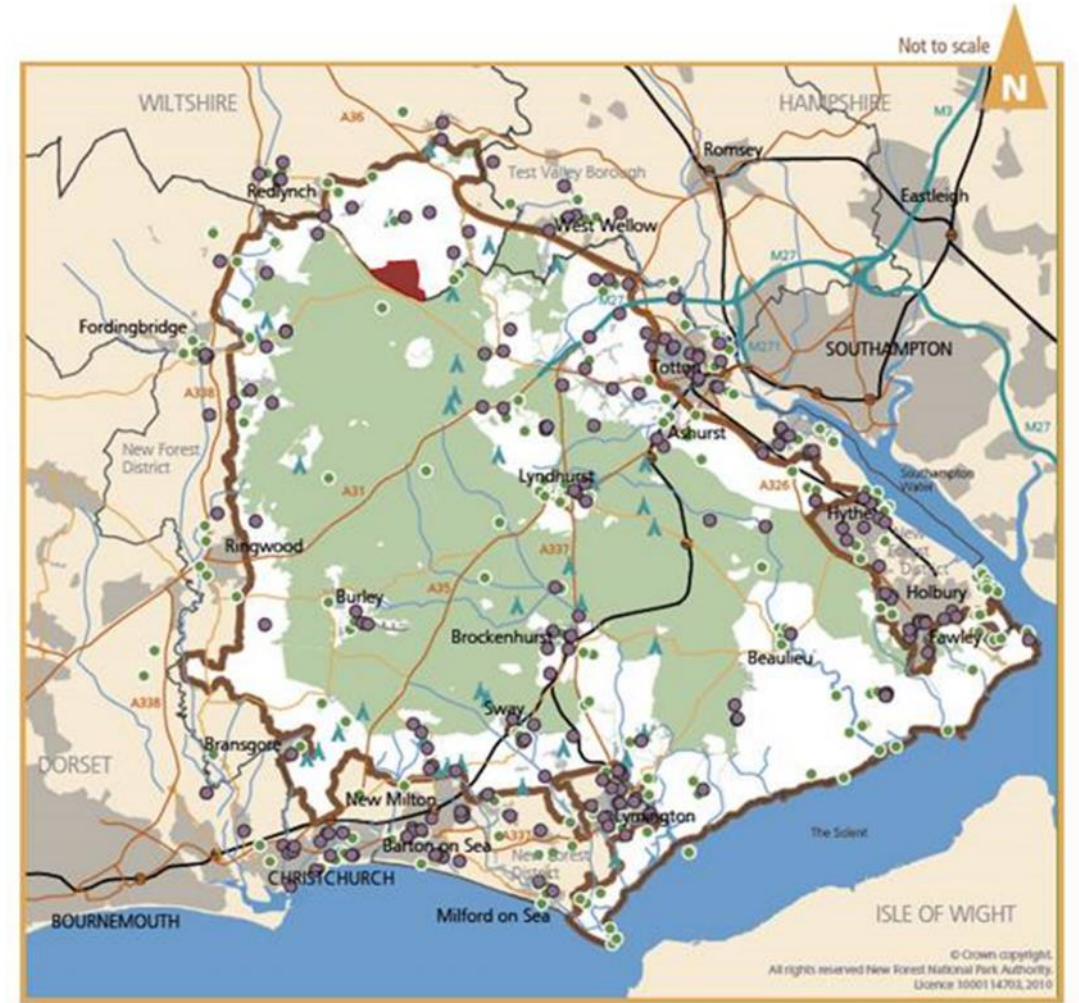 Not to scale
N
WILTSHIRE
HAMPSHIRE
A36
M3
Romsey
Test Valley Borough
Redlynch
Eastleigh
West Wellow
M27
M27
Fordingbridge
M271
SOUTHAMPTON
Totton
A338
M27
Ashurst
New Forest
District
Lyndhurst
Southampton
Water
A31
A326
Hythe
New
Forest
District
Ringwood
A337
A35
Burley
Holbury
Brockenhurst
Fawley
Beaulieu
A338
Sway
Bransgore
DORSET
New Milton
Lymington
A337
Barton on Sea
The Solent
New Forest
District
CHRISTCHURCH
BOURNEMOUTH
Milford on Sea
ISLE OF WIGHT
© Crown copyright.
All rights reserved New Forest National Park Authority.
Licence 1000114703, 2010